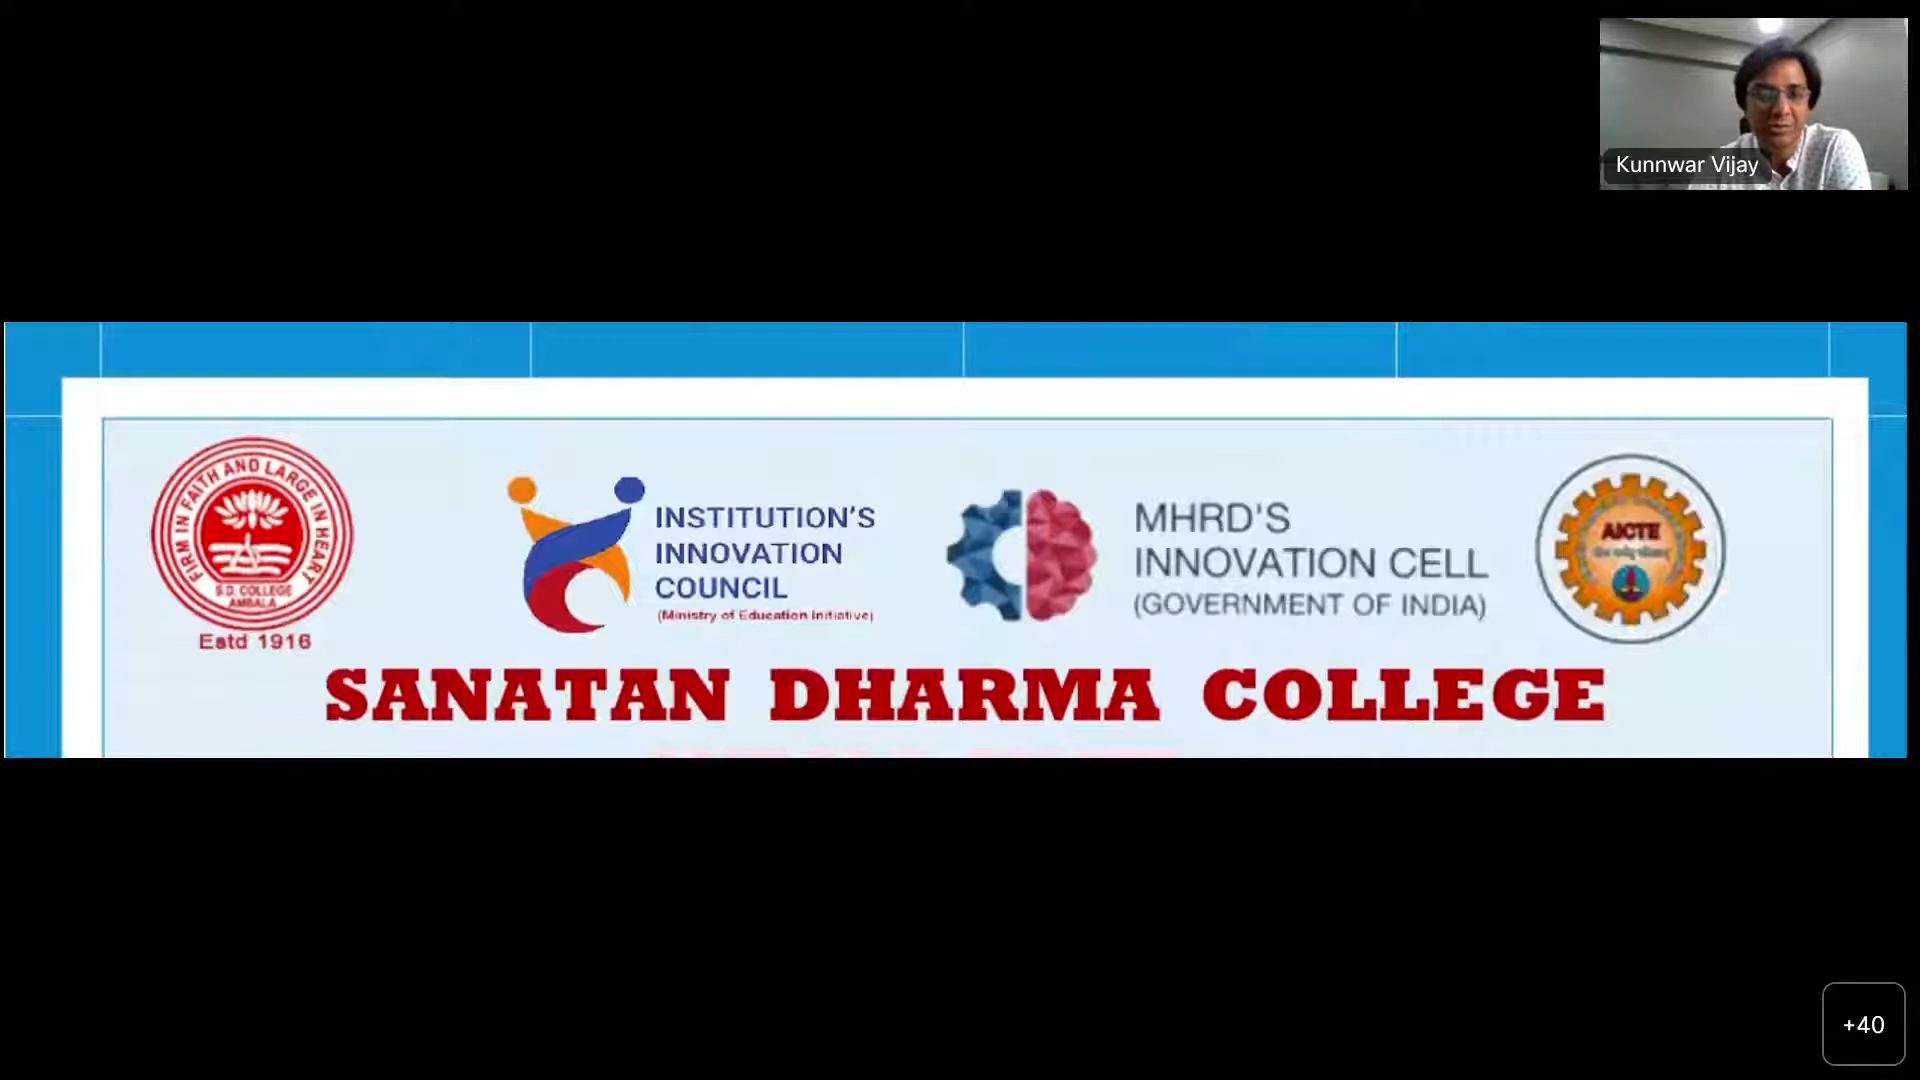 Kunnwar Vijay
FIRM IN FAITH AND LARGE IN HEART
S.D. COLLEGE
AMBALA
Estd 1916
INSTITUTION'S
INNOVATION
COUNCIL
(Ministry of Education Initiative)
MHRD'S
INNOVATION CELL
(GOVERNMENT OF INDIA)
AICTE
SANATAN DHARMA COLLEGE
+40